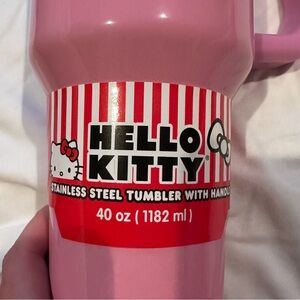 HELLO
KITTY®
STAINLESS STEEL TUMBLER WITH HANDLE
40 oz ( 1182 ml )